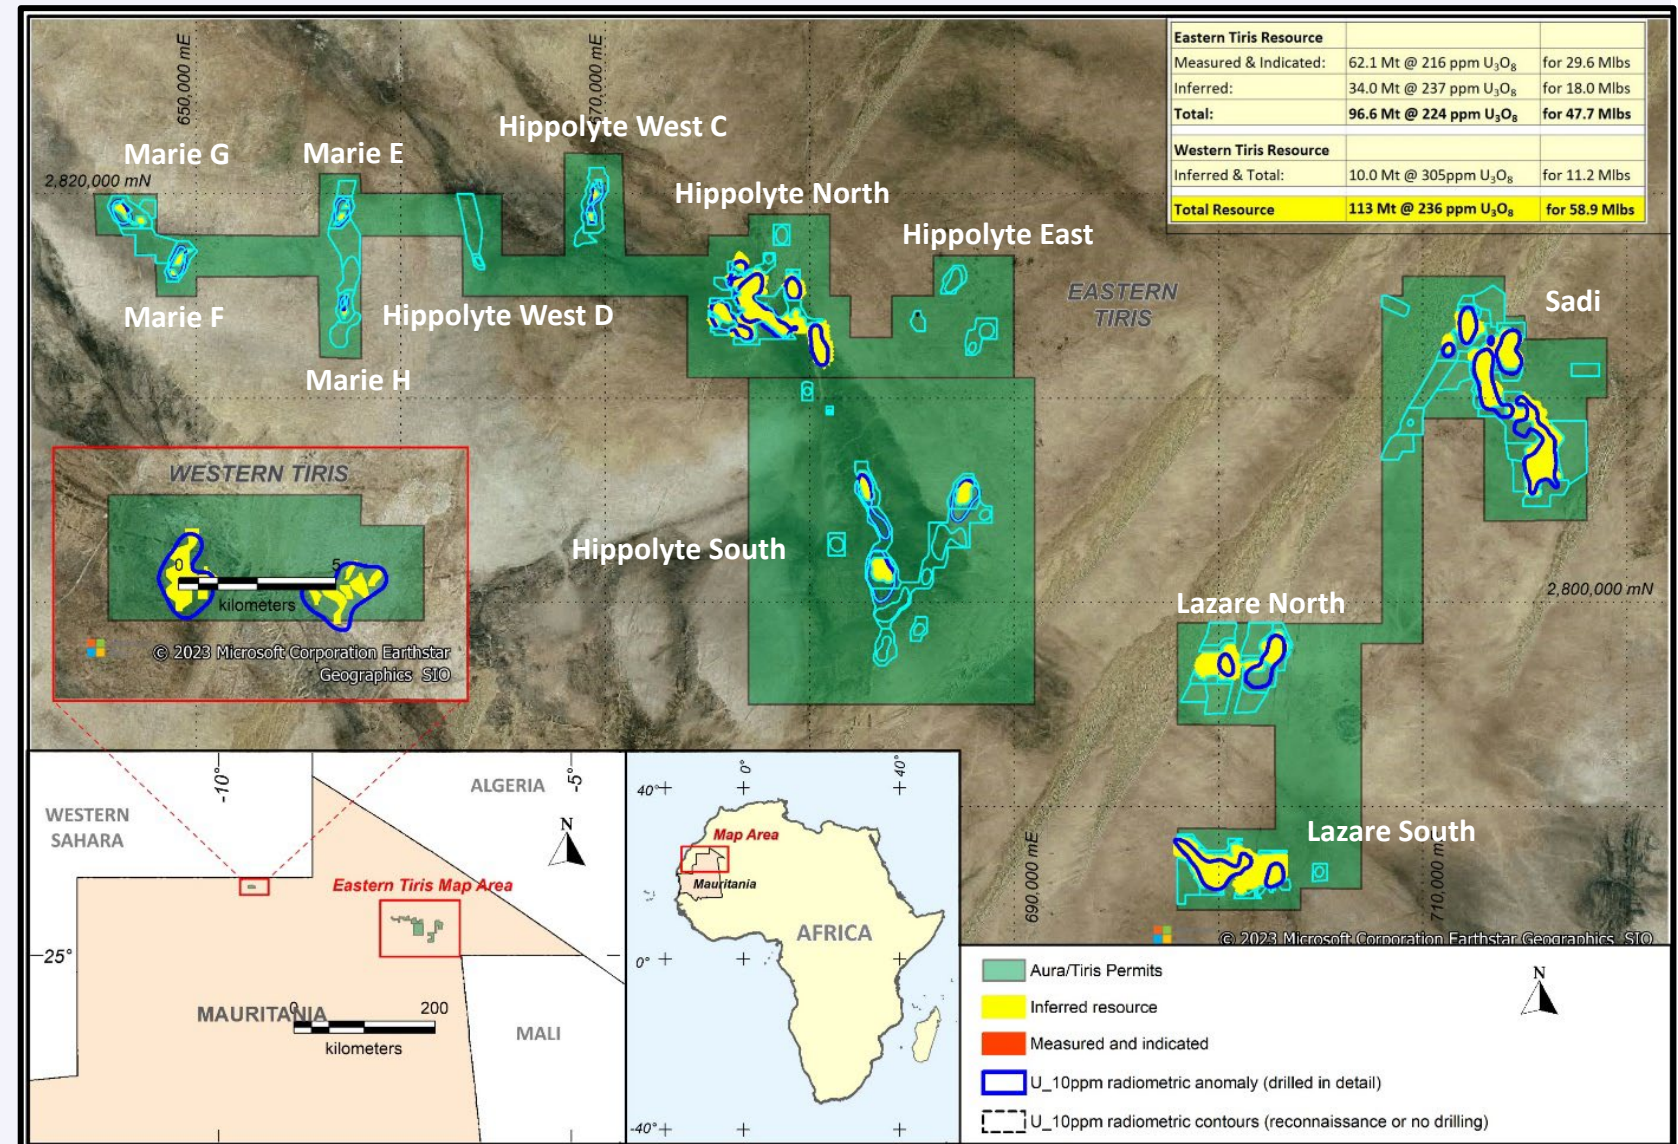 Eastern Tiris Resource
Measured & Indicated: 62.1 Mt @ 216 ppm U₃O₈ for 29.6 Mlbs
Inferred: 34.0 Mt @ 237 ppm U₃O₈ for 18.0 Mlbs
Total: 96.6 Mt @ 224 ppm U₃O₈ for 47.7 Mlbs
Western Tiris Resource
Inferred & Total: 10.0 Mt @ 305ppm U₃O₈ for 11.2 Mlbs
Total Resource 113 Mt @ 236 ppm U₃O₈ for 58.9 Mlbs
650,000 mE
670,000 mE
Hippolyte West C
Marie G
Marie E
2,820,000 mN
Hippolyte North
Hippolyte East
EASTERN
TIRIS
Sadi
Marie F
Hippolyte West D
Marie H
WESTERN TIRIS
0
5
kilometers
© 2023 Microsoft Corporation Earthstar
Geographics SIO
Hippolyte South
2,800,000 mN
Lazare North
Lazare South
690,000 mE
710,000 mE
© 2023 Microsoft Corporation Earthstar Geographics SIO
-10°
-5°
ALGERIA
WESTERN
SAHARA
N
Eastern Tiris Map Area
25°
MAURITANIA
0
200
kilometers
MALI
0°
40°
40°
Map Area
Mauritania
AFRICA
0°
-40°
Aura/Tiris Permits
Inferred resource
Measured and indicated
U_10ppm radiometric anomaly (drilled in detail)
U_10ppm radiometric contours (reconnaissance or no drilling)
N